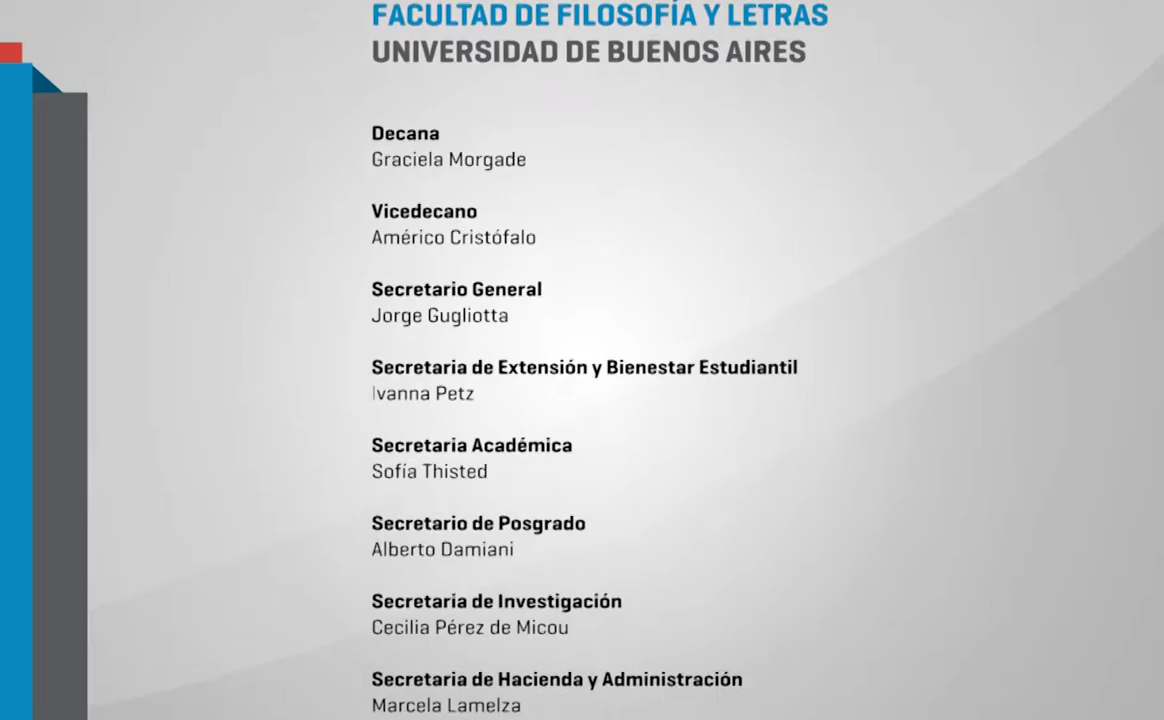 FACULTAD DE FILOSOFÍA Y LETRAS
UNIVERSIDAD DE BUENOS AIRES
Decana
Graciela Morgade
Vicedecano
Américo Cristófalo
Secretario General
Jorge Gugliotta
Secretaria de Extensión y Bienestar Estudiantil
Ivanna Petz
Secretaria Académica
Sofía Thisted
Secretario de Posgrado
Alberto Damiani
Secretaria de Investigación
Cecilia Pérez de Micou
Secretaria de Hacienda y Administración
Marcela Lamelza